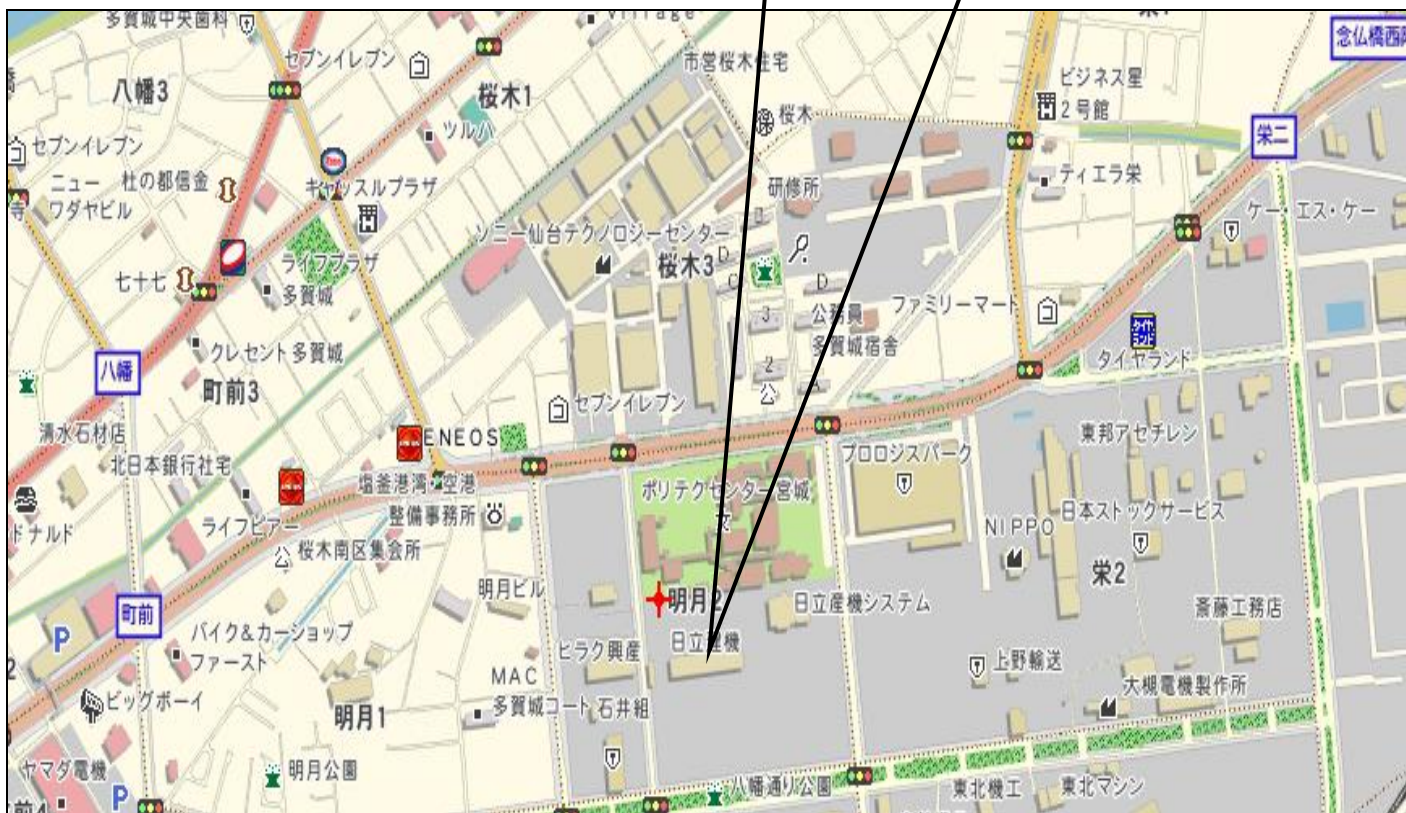 多賀城中央歯科
Village
栄1
念仏橋西
セブンイレブン
市営桜木住宅
ビジネス星
2号館
八幡3
桜木1
ツルハ
桜木
栄二
セブンイレブン
ニュー
ワダヤビル
寺
杜の都信金
キャッスルプラザ
研修所
ティエラ栄
ケー・エス・ケー
ソニー仙台テクノロジーセンター
桜木3
D
D
C
D
七十七
ライフプラザ
多賀城
3
公務員
多賀城宿舎
ファミリーマート
クレセント多賀城
2
A
タイヤランド
八幡
町前3
公
セブンイレブン
清水石材店
ENEOS
東邦アセチレン
北日本銀行社宅
プロロジスパーク
塩釜港湾・空港
整備事務所
ポリテクセンター宮城
文
日本ストックサービス
ドナルド
ライフピアー
NIPPO
公
桜木南区集会所
栄2
明月ビル
明月2
日立産機システム
町前
斎藤工務店
P
バイク&カーショップ
ファースト
ヒラク興産
日立産機
上野輸送
MAC
多賀城コート
石井組
大槻電機製作所
ビッグボーイ
明月1
ヤマダ電機
P
明月公園
八幡通り公園
東北機工
東北マシン
前4